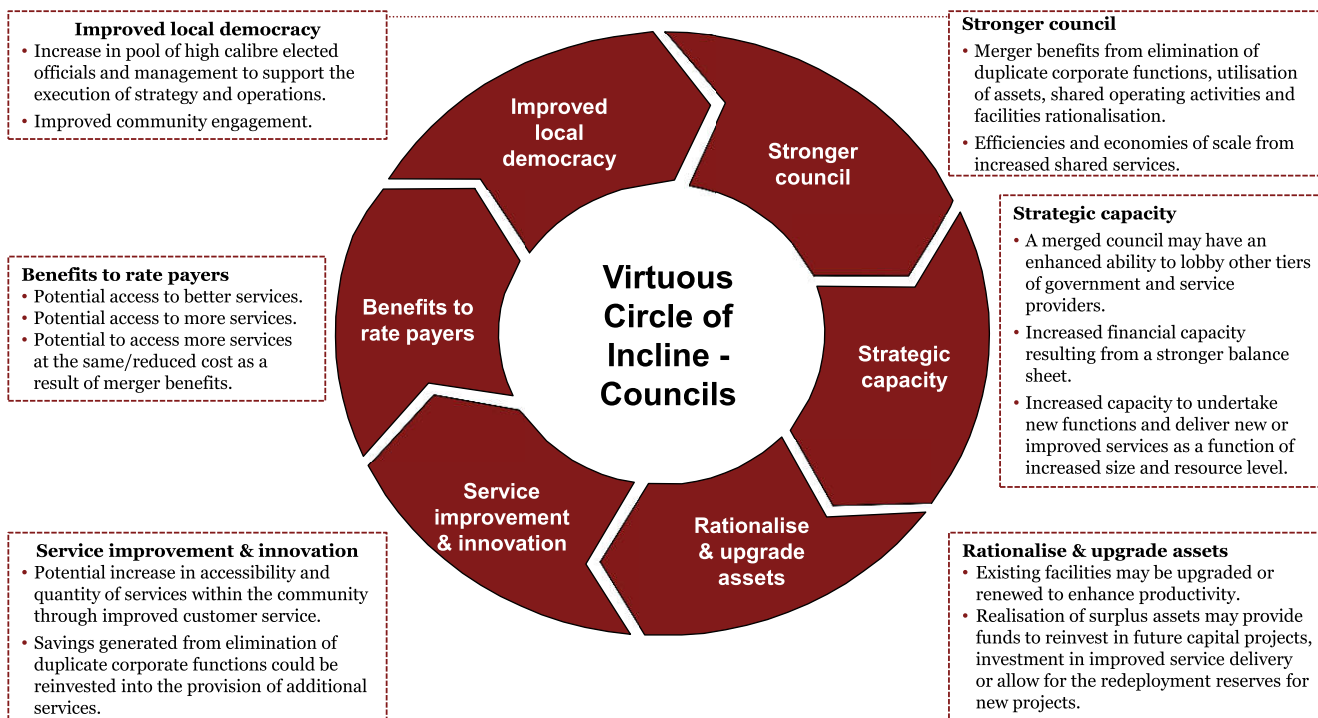 Improved local democracy
• Increase in pool of high calibre elected
officials and management to support the
execution of strategy and operations.
• Improved community engagement.
Stronger council
• Merger benefits from elimination of
duplicate corporate functions, utilisation
of assets, shared operating activities and
facilities rationalisation.
• Efficiencies and economies of scale from
increased shared services.
Strategic capacity
• A merged council may have an
enhanced ability to lobby other tiers
of government and service
providers.
• Increased financial capacity
resulting from a stronger balance
sheet.
• Increased capacity to undertake
new functions and deliver new or
improved services as a function of
increased size and resource level.
Benefits to rate payers
• Potential access to better services.
• Potential access to more services.
• Potential to access more services
at the same/reduced cost as a
result of merger benefits.
Service improvement & innovation
• Potential increase in accessibility and
quantity of services within the community
through improved customer service.
• Savings generated from elimination of
duplicate corporate functions could be
reinvested into the provision of additional
services.
Rationalise & upgrade assets
• Existing facilities may be upgraded or
renewed to enhance productivity.
• Realisation of surplus assets may provide
funds to reinvest in future capital projects,
investment in improved service delivery
or allow for the redeployment reserves for
new projects.
Improved
local
democracy
Stronger
council
Strategic
capacity
Rationalise
& upgrade
assets
Service
improvement
& innovation
Benefits to
rate payers
Virtuous
Circle of
Incline -
Councils